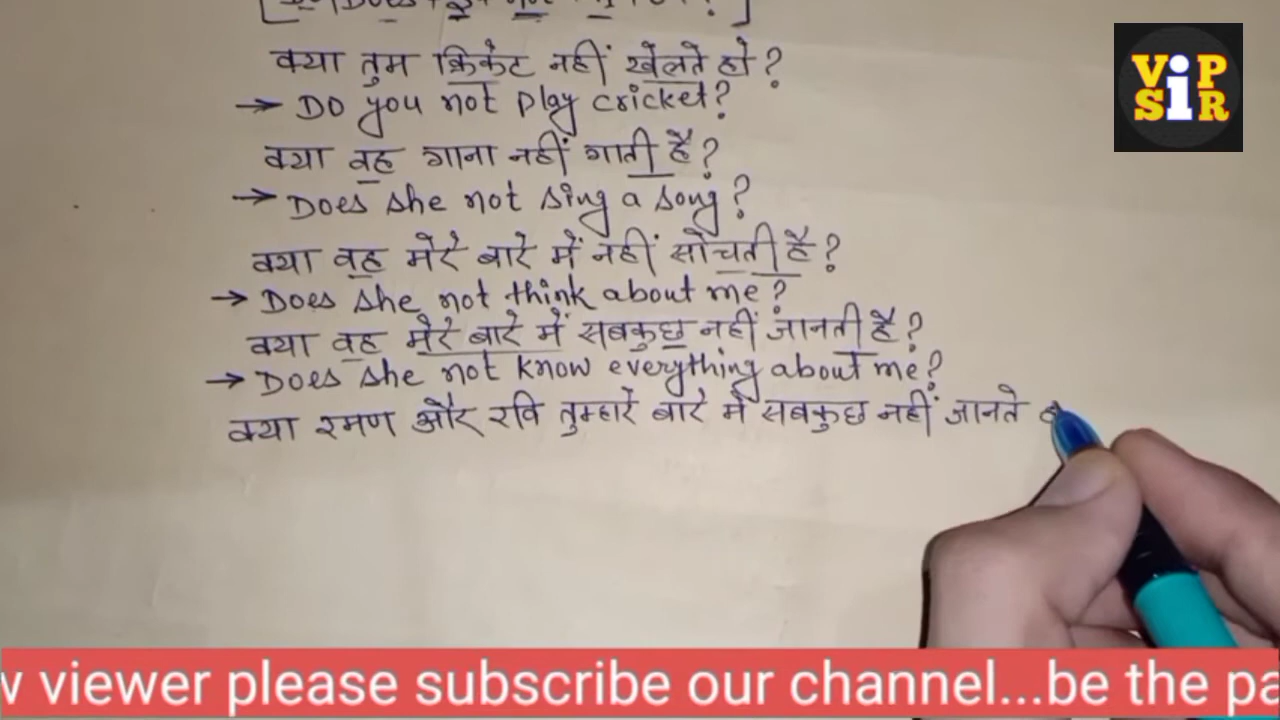 क्या तुम क्रिकेट नहीं खेलते हो?
→ Do you not play cricket?
क्या वह गाना नहीं गाती है?
→ Does she not sing a song?
क्या वह मेरे बारे में नहीं सोचती है?
→ Does she not think about me?
क्या वह मेरे बारे में सबकुछ नहीं जानती है?
→ Does she not know everything about me?
क्या रमण और रवि तुम्हारे बारे में सबकुछ नहीं जानते
ViP
SiR
viewer please subscribe our channel...be the